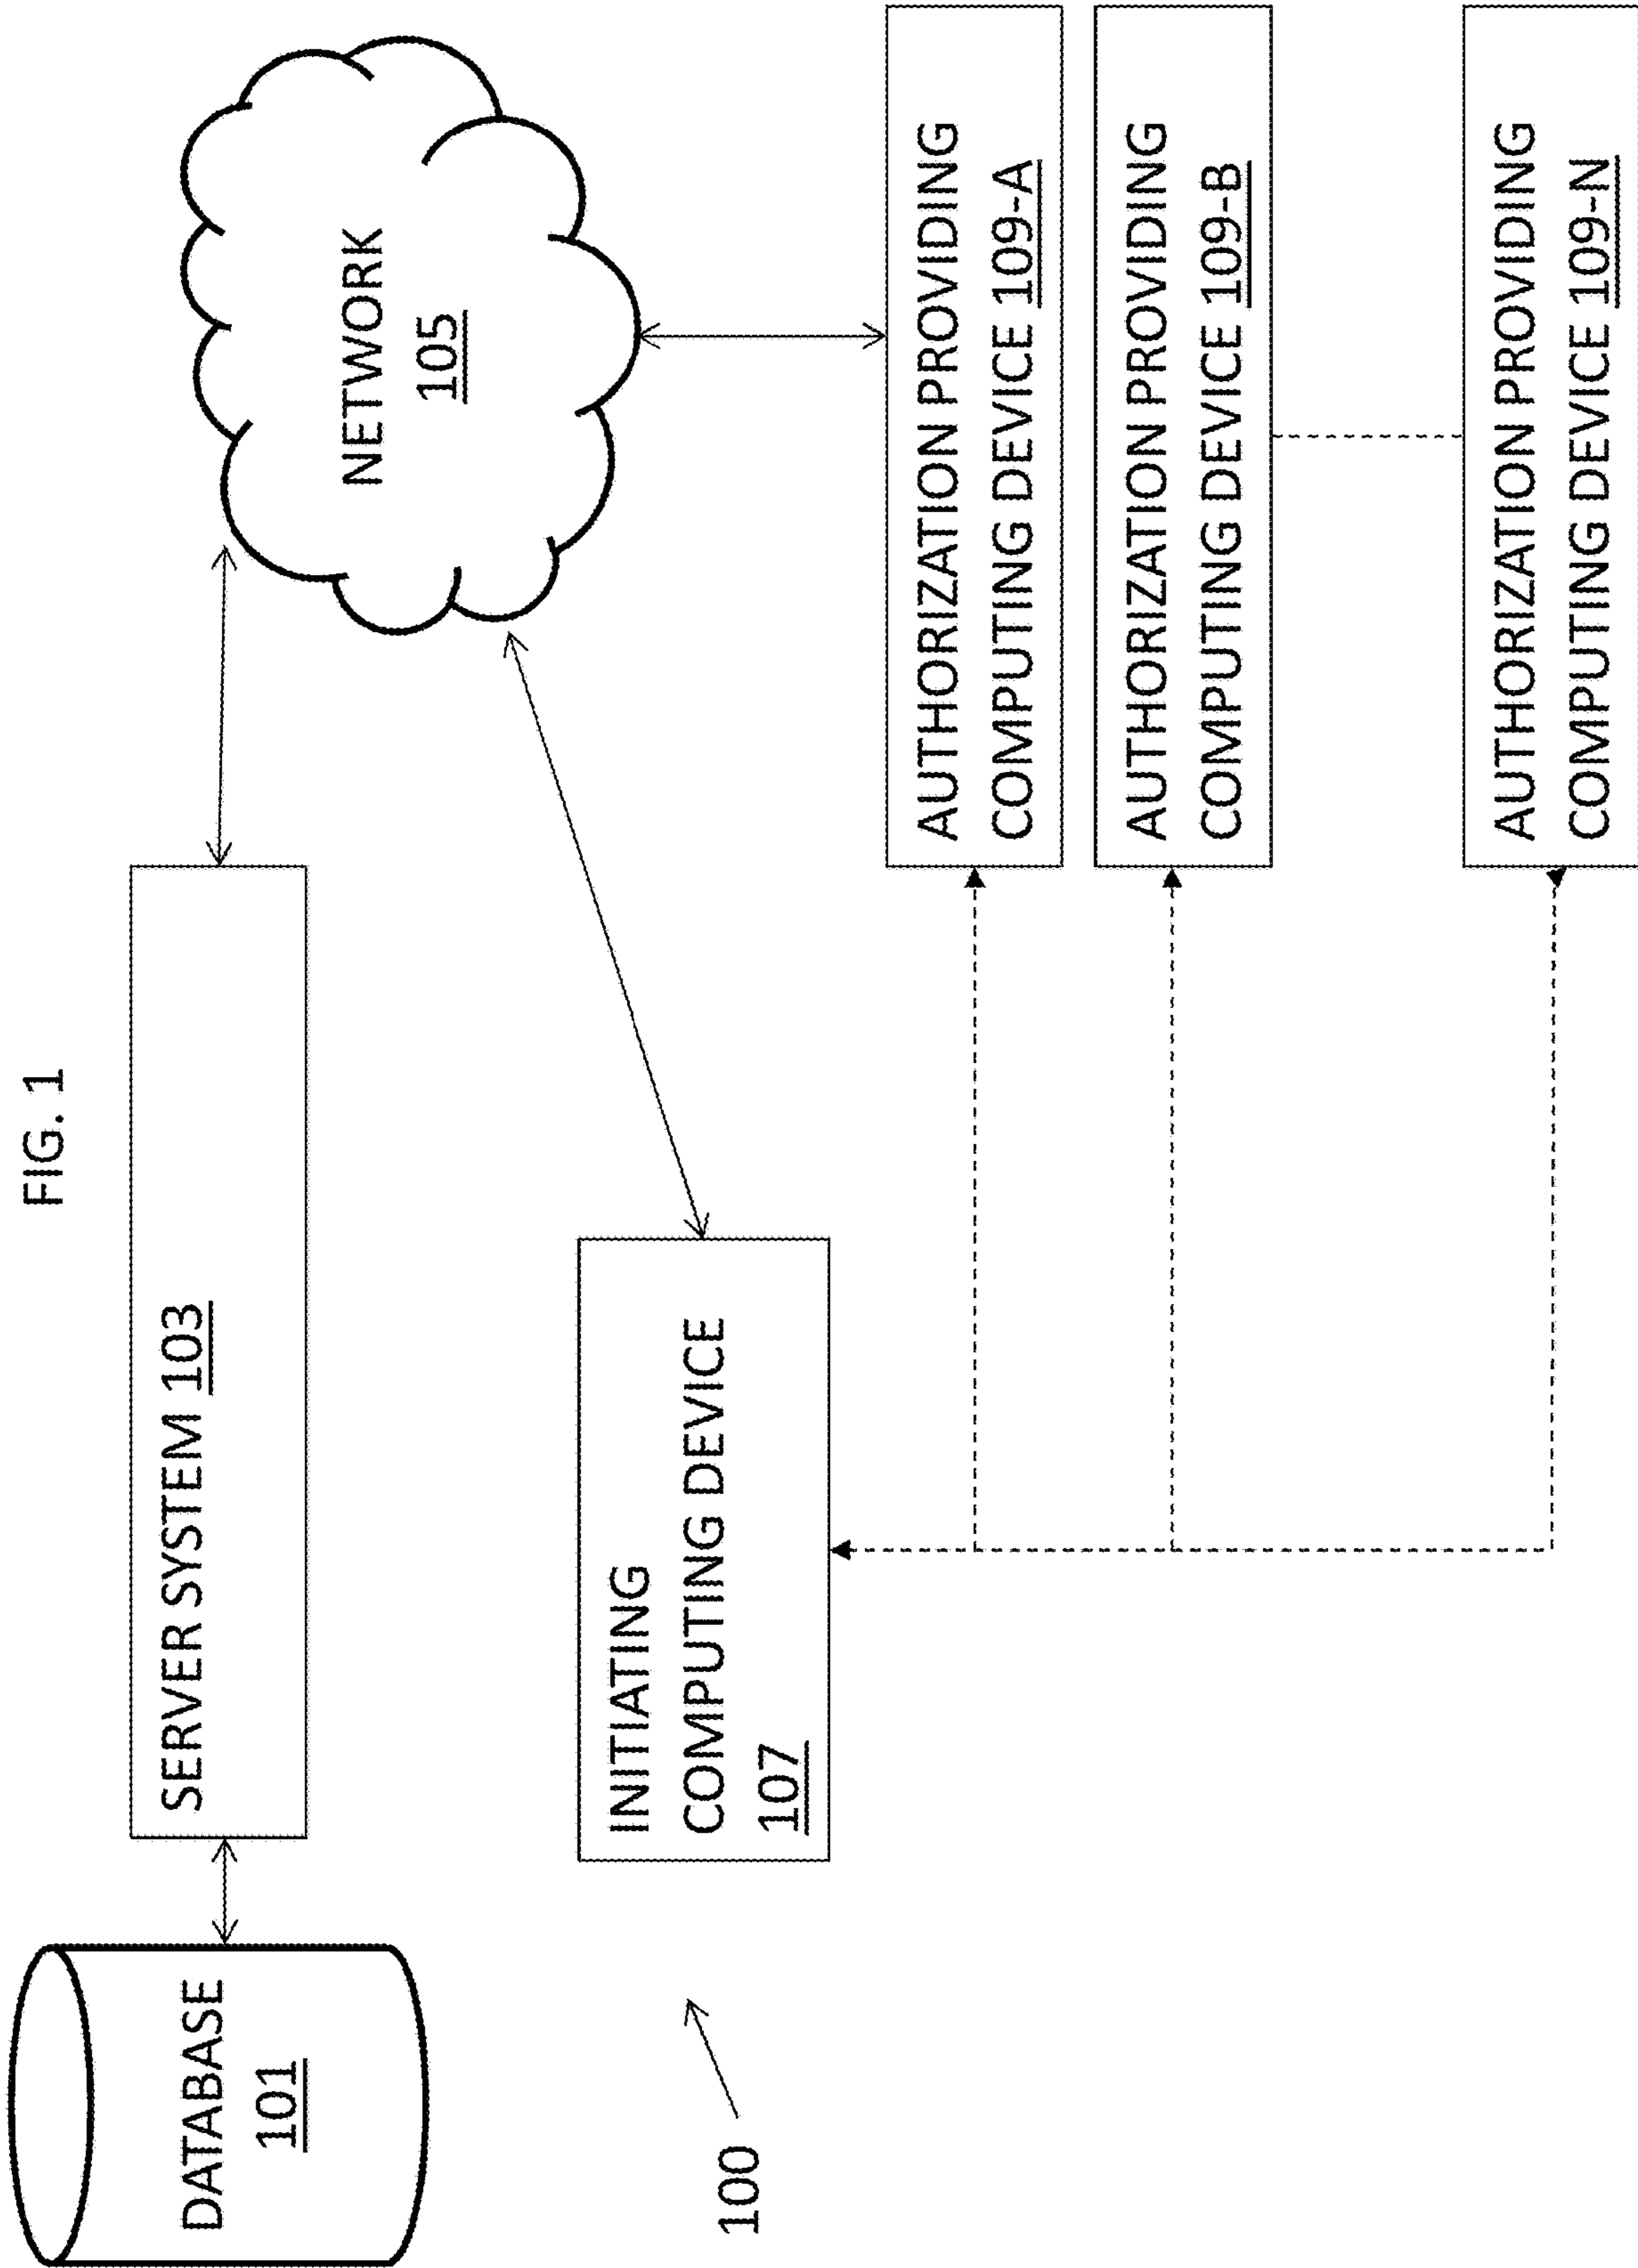 FIG. 1
DATABASE
101
SERVER SYSTEM 103
NETWORK
105
INITIATING
COMPUTING DEVICE
107
100
AUTHORIZATION PROVIDING
COMPUTING DEVICE 109-A
AUTHORIZATION PROVIDING
COMPUTING DEVICE 109-B
AUTHORIZATION PROVIDING
COMPUTING DEVICE 109-N